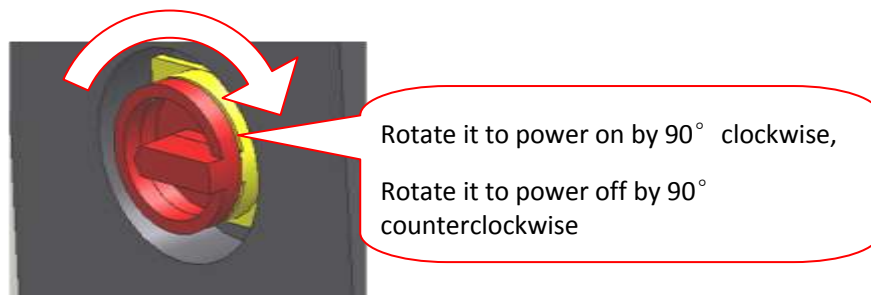 Rotate it to power on by 90° clockwise,
Rotate it to power off by 90°
counterclockwise